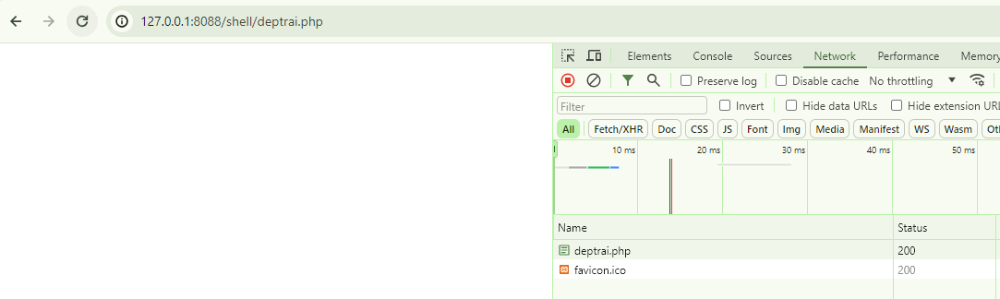 127.0.0.1:8088/shell/deptrai.php
Elements Console Sources Network Performance Memory
Preserve log Disable cache No throttling
Filter Invert Hide data URLs Hide extension URL
All Fetch/XHR Doc CSS JS Font Img Media Manifest WS Wasm Ot
10 ms 20 ms 30 ms 40 ms 50 ms
Name Status
deptrai.php 200
favicon.ico 200